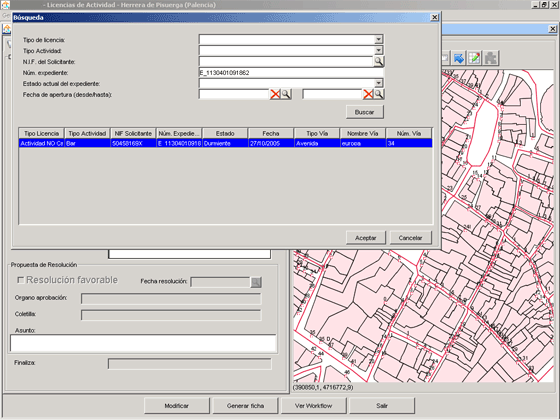 - Licencias de Actividad - Herrera de Pisuerga (Palencia)
Búsqueda
Tipo de licencia:
Tipo Actividad:
N.I.F. del Solicitante:
Núm. expediente: E_1130401091862
Estado actual del expediente:
Fecha de apertura (desde/hasta):
Buscar
Tipo Licencia Tipo Actividad NIF Solicitante Núm. Expedie... Estado Fecha Tipo Vía Nombre Vía Núm. Vía
Actividad NO Ca Bar 50458169X E_11304010918 Durmiente 27/10/2005 Avenida europa 34
Aceptar Cancelar
Propuesta de Resolución
Resolución favorable Fecha resolución:
Organo aprobación:
Coletilla:
Asunto:
Finaliza:
(390850,1, 4716772,9)
Modificar Generar ficha Ver Workflow Salir